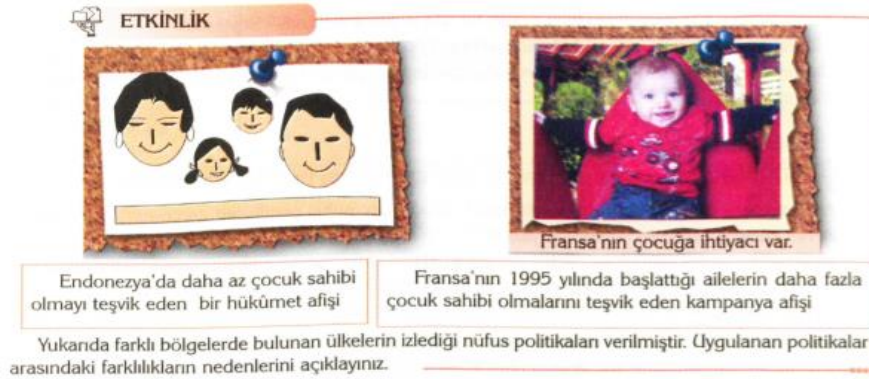 ETKİNLİK
Fransa'nın çocuğa ihtiyacı var.
Endonezya'da daha az çocuk sahibi
olmayı teşvik eden bir hükûmet afişi
Fransa'nın 1995 yılında başlattığı ailelerin daha fazla
çocuk sahibi olmalarını teşvik eden kampanya afişi
Yukarıda farklı bölgelerde bulunan ülkelerin izlediği nüfus politikaları verilmiştir. Uygulanan politikalar
arasındaki farklılıkların nedenlerini açıklayınız.